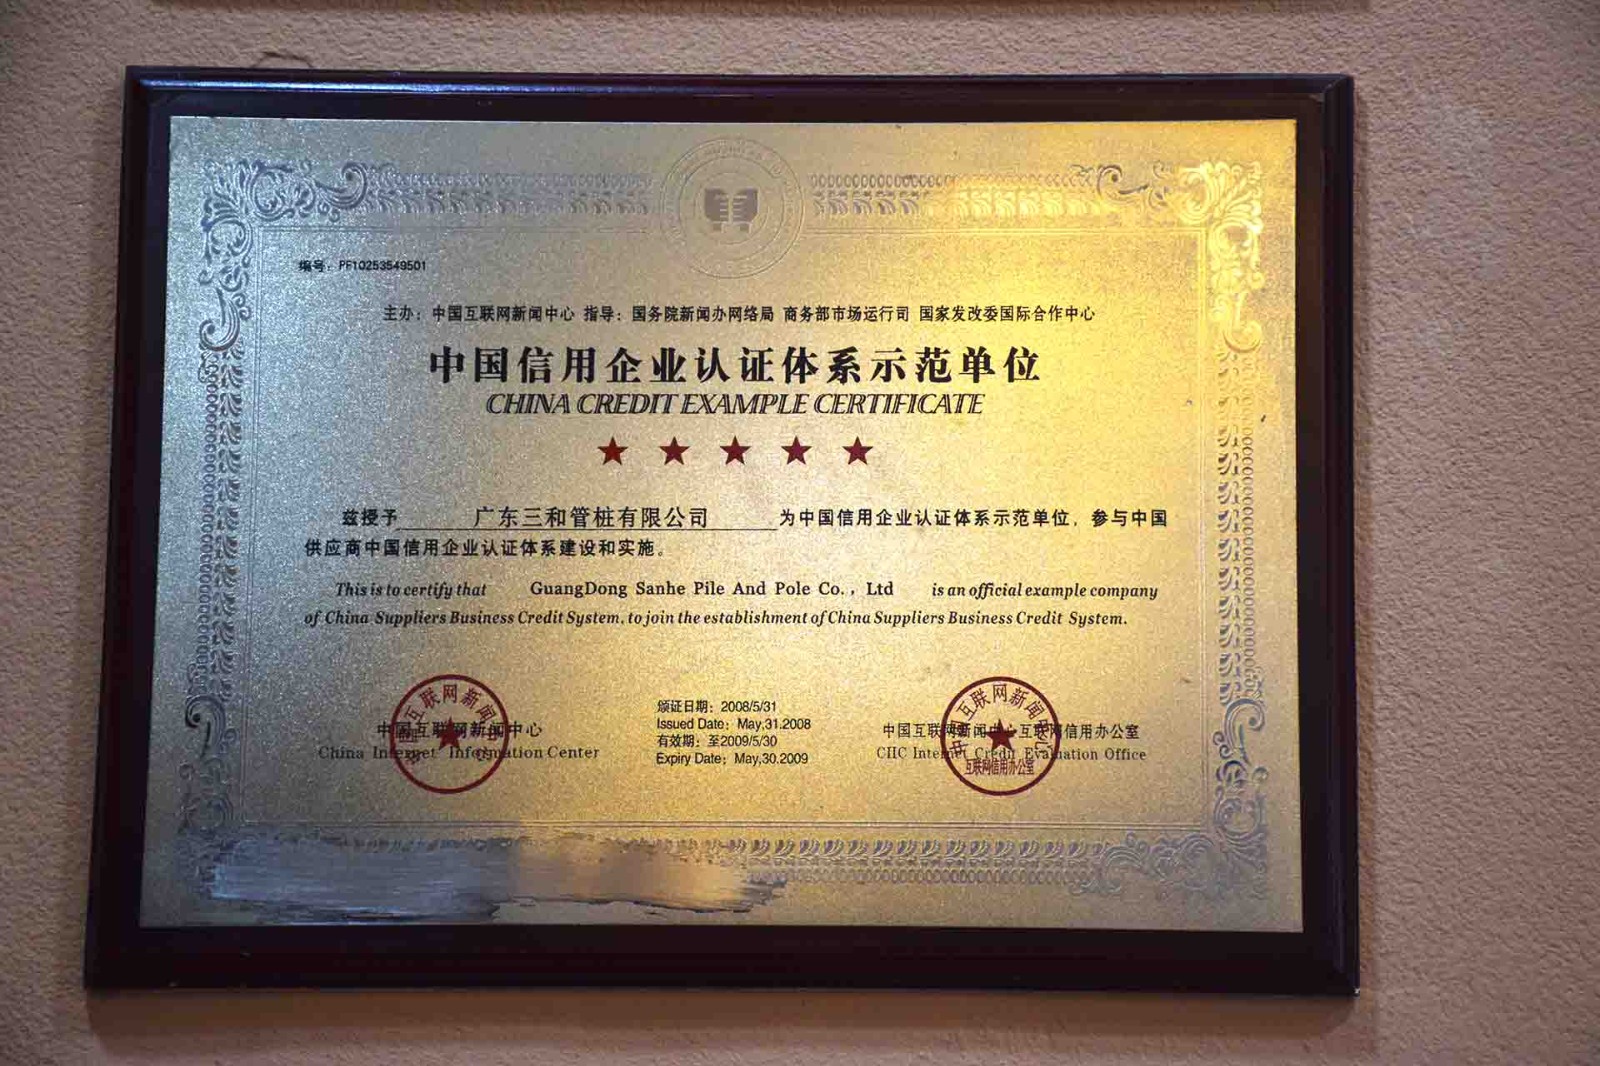 编号：PF10253549501
主办：中国互联网新闻中心 指导：国务院新闻办网络局 商务部市场运行司 国家发改委国际合作中心
中国信用企业认证体系示范单位
CHINA CREDIT EXAMPLE CERTIFICATE
兹授予 广东三和管桩有限公司 为中国信用企业认证体系示范单位，参与中国
供应商中国信用企业认证体系建设和实施。
This is to certify that GuangDong Sanhe Pile And Pole Co.，Ltd is an official example company
of China Suppliers Business Credit System, to join the establishment of China Suppliers Business Credit System.
中国互联网新闻中心
China Internet Information Center
颁证日期：2008/5/31
Issued Date：May,31.2008
有效期：至2009/5/30
Expiry Date：May,30.2009
中国互联网新闻中心互联网信用办公室
CIIC Internet Credit Evaluation Office
互联网信用办公室